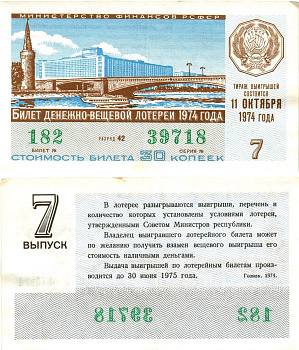 МИНИСТЕРСТВО ФИНАНСОВ РСФСР
ТИРАЖ ВЫИГРЫШЕЙ
СОСТОИТСЯ
11 ОКТЯБРЯ
1974 ГОДА
БИЛЕТ ДЕНЕЖНО-ВЕЩЕВОЙ ЛОТЕРЕИ 1974 ГОДА
182 РАЗРЯД 42 39718
БИЛЕТ № СЕРИЯ №
7
СТОИМОСТЬ БИЛЕТА 30 КОПЕЕК
7
ВЫПУСК
В лотерее разыгрываются выигрыши, перечень и
количество которых установлены условиями лотереи,
утвержденными Советом Министров республики.
Владелец выигравшего лотерейного билета может
по желанию получить взамен вещевого выигрыша его
стоимость наличными деньгами.
Выдача выигрышей по лотерейным билетам произ-
водится до 30 июня 1975 года.
Гознак. 1974.
39718
182